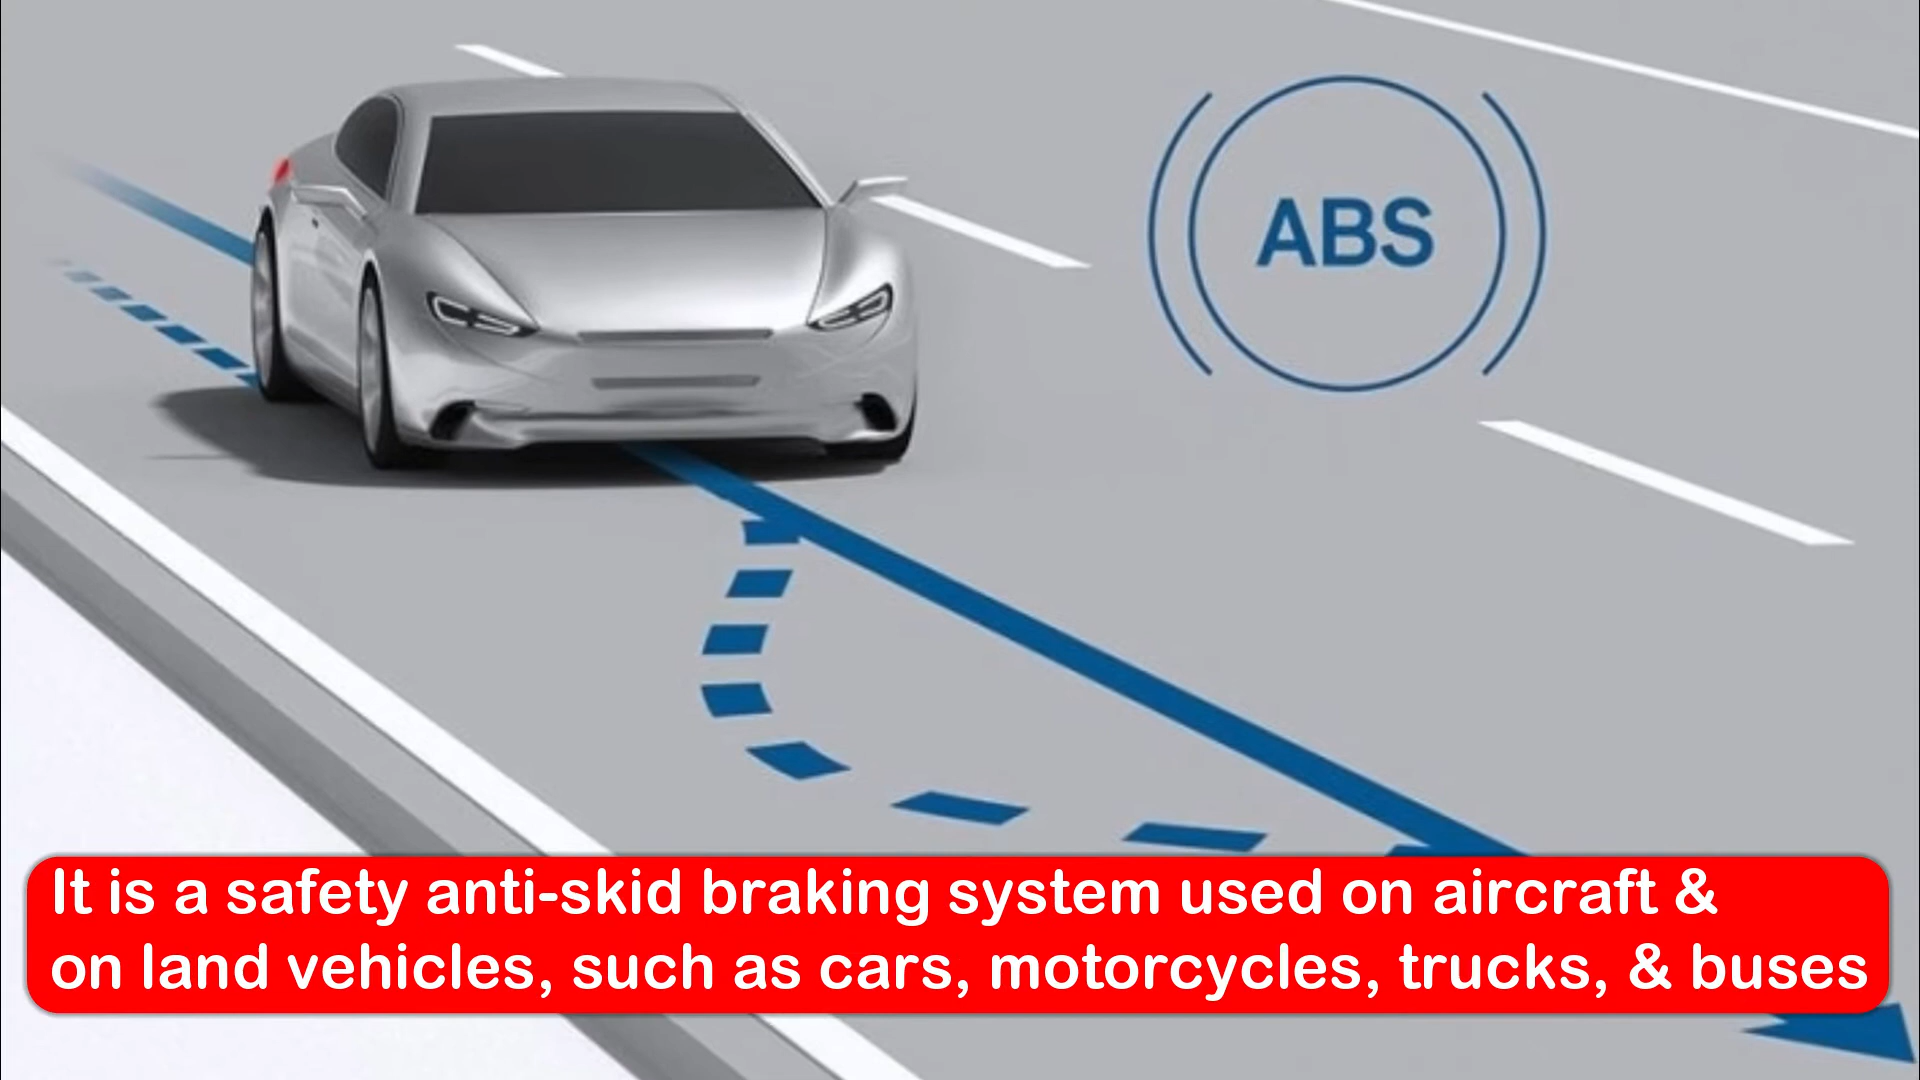 ABS
It is a safety anti-skid braking system used on aircraft &
on land vehicles, such as cars, motorcycles, trucks, & buses